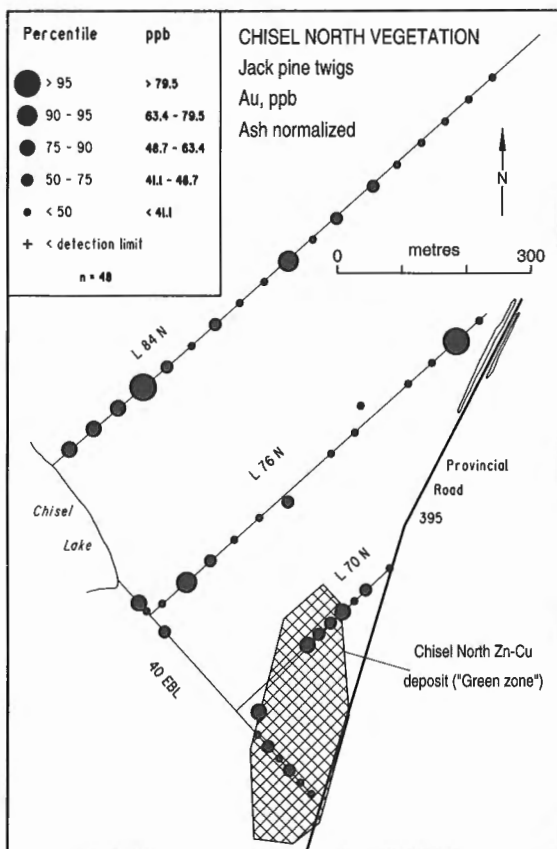 Percentile ppb
> 95 > 79.5
90 - 95 63.4 - 79.5
75 - 90 48.7 - 63.4
50 - 75 41.1 - 48.7
< 50 < 41.1
+ < detection limit
n = 48
CHISEL NORTH VEGETATION
Jack pine twigs
Au, ppb
Ash normalized
N
metres
0 300
L 84 N
L 76 N
Chisel
Lake
Provincial
Road
395
L 70 N
40 EBL
Chisel North Zn-Cu
deposit ("Green zone")